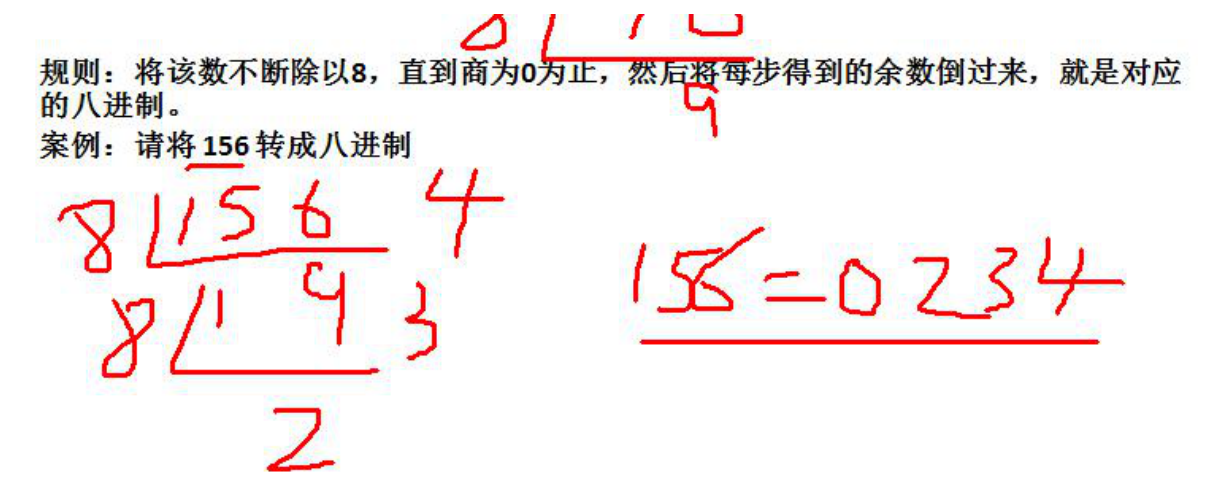 8
规则：将该数不断除以8，直到商为0为止，然后将每步得到的余数倒过来，就是对应
的八进制。
9
案例：请将 156 转成八进制
8 156 4
8 19 3
2
156=0234